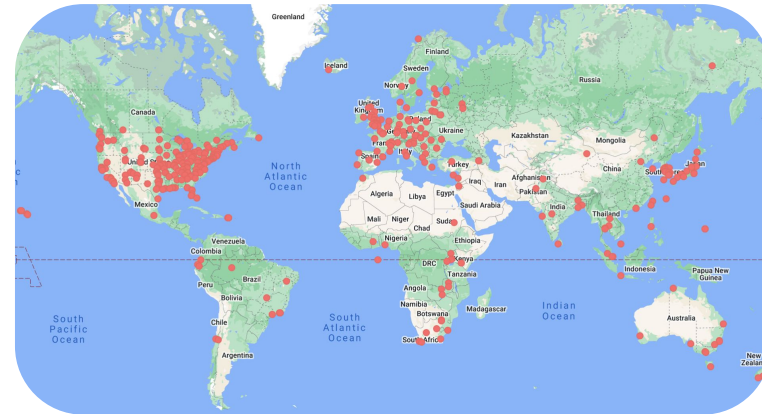 Greenland
Iceland
Finland
Sweden
Norway
Russia
Canada
United
Kingdom
Poland
Ukraine
Kazakhstan
Mongolia
North
Atlantic
Ocean
Spain
Italy
Turkey
China
Japan
Afghanistan
Iraq
Iran
Pakistan
Mexico
Algeria
Libya
Egypt
Saudi Arabia
India
Thailand
Mali
Niger
Chad
Sudan
Nigeria
Ethiopia
Venezuela
Colombia
DRC
Kenya
Tanzania
Indonesia
Papua New
Guinea
Peru
Brazil
Bolivia
Angola
Namibia
Botswana
Madagascar
Indian
Ocean
South
Pacific
Ocean
South
Atlantic
Ocean
Chile
Argentina
South Africa
Australia
New
Zealand